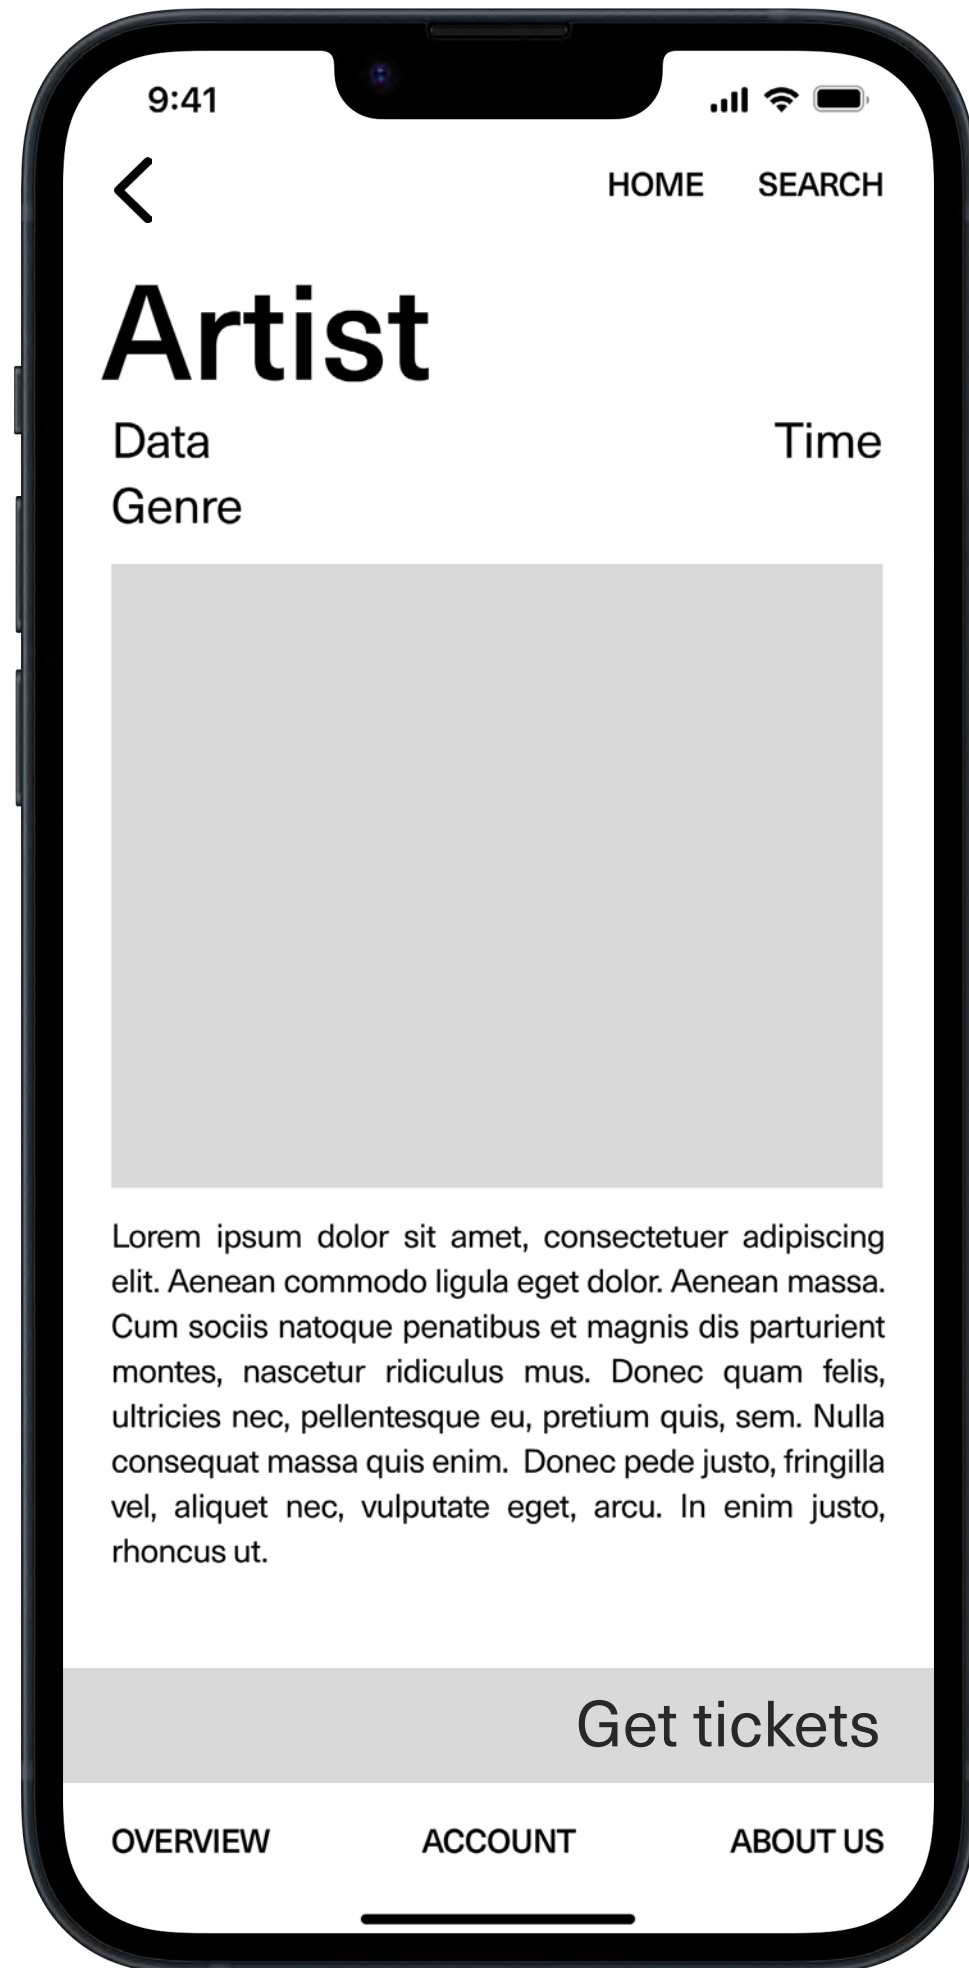 9:41
HOME SEARCH
Artist
Data Time
Genre
Lorem ipsum dolor sit amet, consectetuer adipiscing
elit. Aenean commodo ligula eget dolor. Aenean massa.
Cum sociis natoque penatibus et magnis dis parturient
montes, nascetur ridiculus mus. Donec quam felis,
ultricies nec, pellentesque eu, pretium quis, sem. Nulla
consequat massa quis enim. Donec pede justo, fringilla
vel, aliquet nec, vulputate eget, arcu. In enim justo,
rhoncus ut.
Get tickets
OVERVIEW ACCOUNT ABOUT US